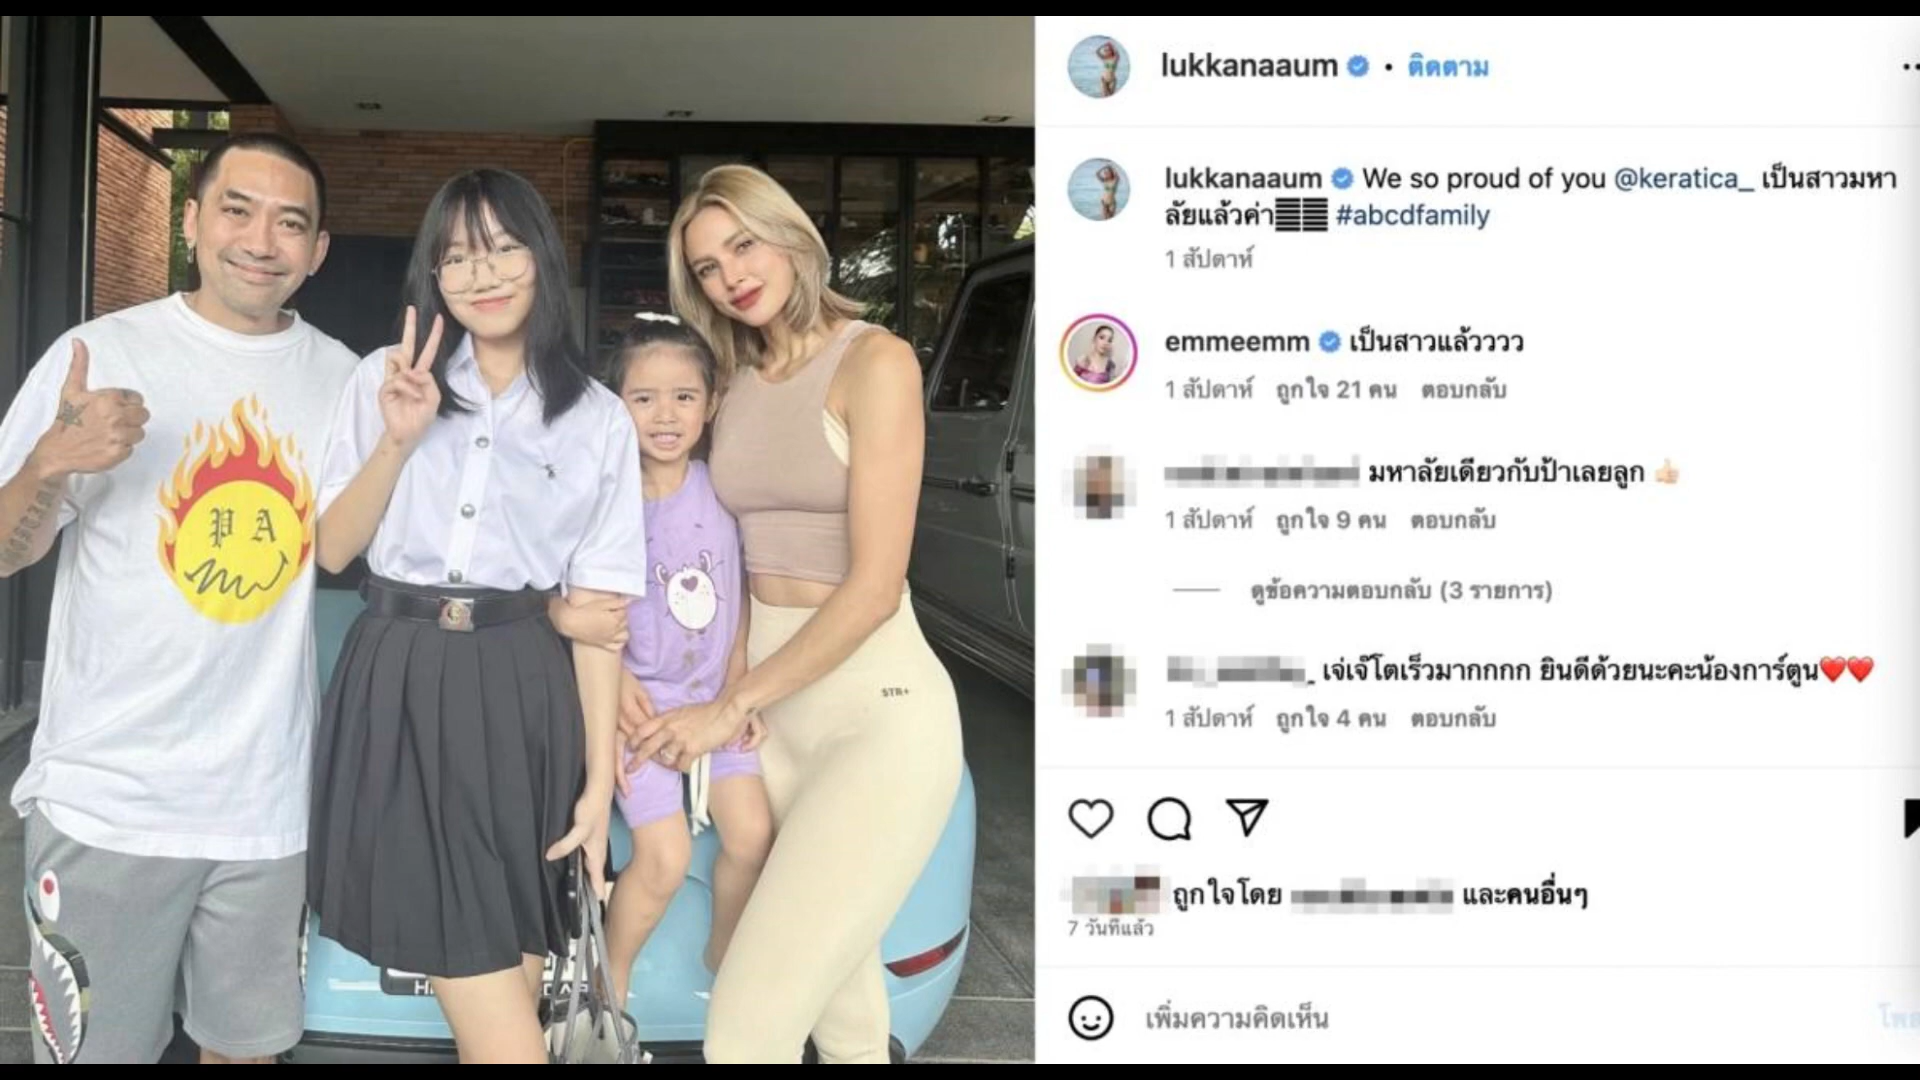 lukkanaaum • ติดตาม
lukkanaaum We so proud of you @keratica_ เป็นสาวมหา
ลัยแล้วค่า #abcdfamily
1 สัปดาห์
emmeemm เป็นสาวแล้วววว
1 สัปดาห์ ถูกใจ 21 คน ตอบกลับ
มหาลัยเดียวกับป้าเลยลูก 👍🏻
1 สัปดาห์ ถูกใจ 9 คน ตอบกลับ
ดูข้อความตอบกลับ (3 รายการ)
เจ่เจ้โตเร็วมากกกก ยินดีด้วยนะคะน้องการ์ตูน❤️❤️
1 สัปดาห์ ถูกใจ 4 คน ตอบกลับ
ถูกใจโดย และคนอื่นๆ
7 วันที่แล้ว
เพิ่มความคิดเห็น
P A
STR+